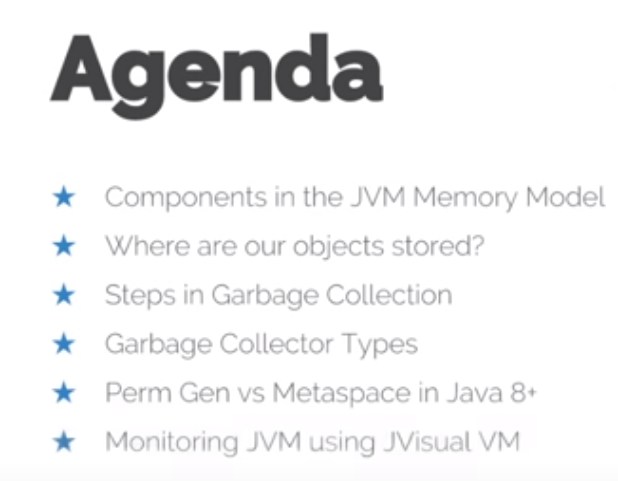 Agenda
Components in the JVM Memory Model
Where are our objects stored?
Steps in Garbage Collection
Garbage Collector Types
Perm Gen vs Metaspace in Java 8+
Monitoring JVM using JVisual VM